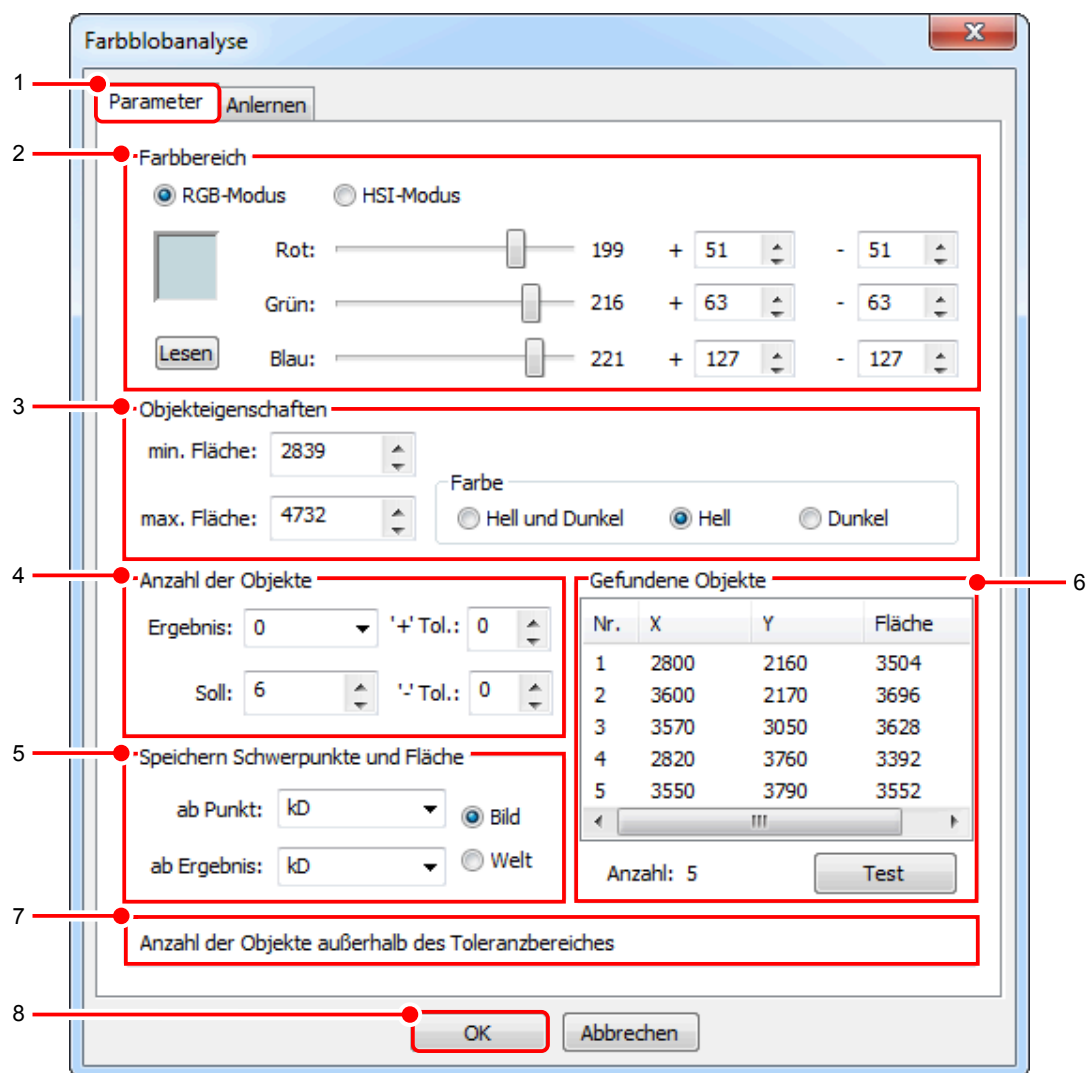 Farbblobanalyse
1
Parameter Anlernen
2
Farbbereich
RGB-Modus HSI-Modus
Rot: 199 + 51 - 51
Grün: 216 + 63 - 63
Lesen Blau: 221 + 127 - 127
3
Objekteigenschaften
min. Fläche: 2839
Farbe
max. Fläche: 4732 Hell und Dunkel Hell Dunkel
4
Anzahl der Objekte
Ergebnis: 0 '+' Tol.: 0
Soll: 6 '-' Tol.: 0
6
Gefundene Objekte
Nr. X Y Fläche
1 2800 2160 3504
2 3600 2170 3696
3 3570 3050 3628
4 2820 3760 3392
5 3550 3790 3552
Anzahl: 5 Test
5
Speichern Schwerpunkte und Fläche
ab Punkt: kD Bild
ab Ergebnis: kD Welt
7
Anzahl der Objekte außerhalb des Toleranzbereiches
8
OK Abbrechen